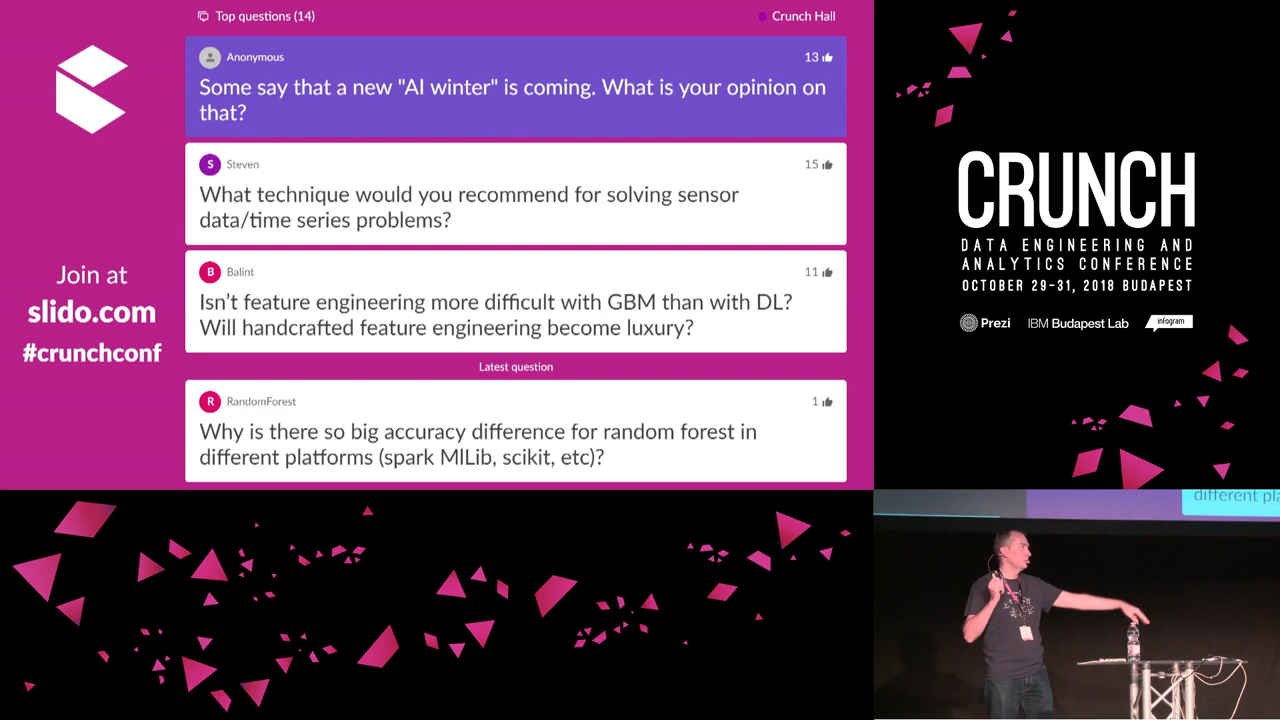 Top questions (14)
Crunch Hall
Anonymous
13
Some say that a new "AI winter" is coming. What is your opinion on
that?
S
Steven
15
What technique would you recommend for solving sensor
data/time series problems?
B
Balint
11
Isn't feature engineering more difficult with GBM than with DL?
Will handcrafted feature engineering become luxury?
Latest question
R
RandomForest
1
Why is there so big accuracy difference for random forest in
different platforms (spark MlLib, scikit, etc)?
Join at
slido.com
#crunchconf
CRUNCH
DATA ENGINEERING AND
ANALYTICS CONFERENCE
OCTOBER 29-31, 2018 BUDAPEST
Prezi
IBM Budapest Lab
infogram
different pla